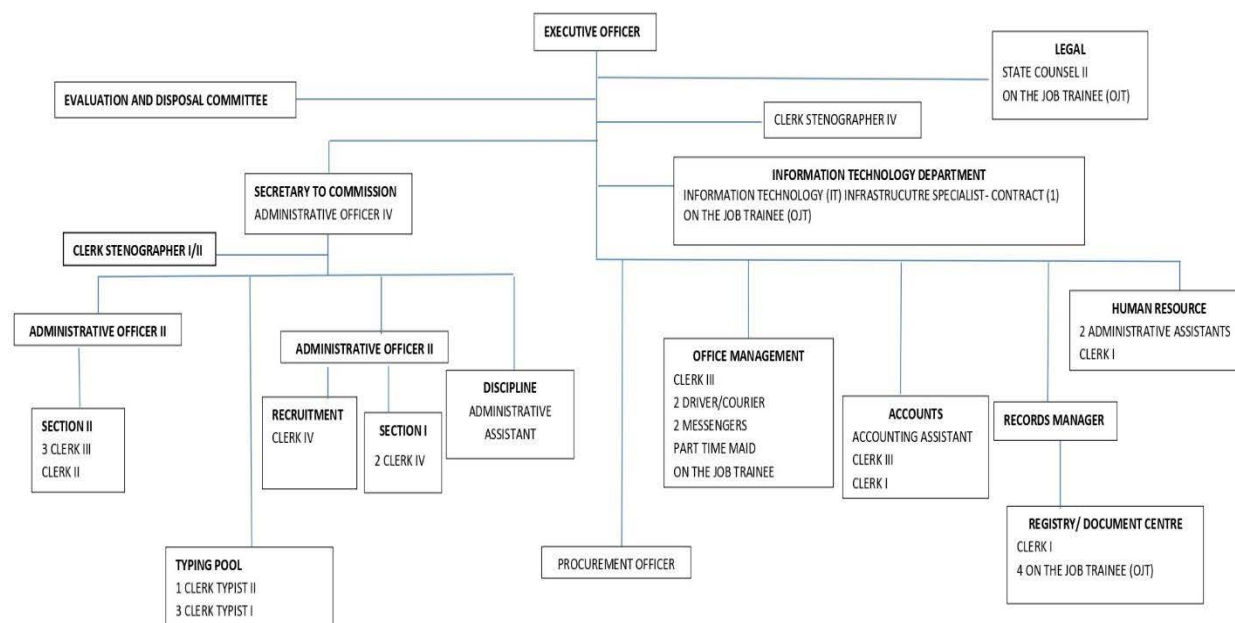 EXECUTIVE OFFICER
LEGAL
STATE COUNSEL II
ON THE JOB TRAINEE (OJT)
EVALUATION AND DISPOSAL COMMITTEE
CLERK STENOGRAPHER IV
SECRETARY TO COMMISSION
ADMINISTRATIVE OFFICER IV
INFORMATION TECHNOLOGY DEPARTMENT
INFORMATION TECHNOLOGY (IT) INFRASTRUCUTRE SPECIALIST- CONTRACT (1)
ON THE JOB TRAINEE (OJT)
CLERK STENOGRAPHER I/II
ADMINISTRATIVE OFFICER II
SECTION II
3 CLERK III
CLERK II
ADMINISTRATIVE OFFICER II
RECRUITMENT
CLERK IV
SECTION I
2 CLERK IV
DISCIPLINE
ADMINISTRATIVE
ASSISTANT
TYPING POOL
1 CLERK TYPIST II
3 CLERK TYPIST I
PROCUREMENT OFFICER
OFFICE MANAGEMENT
CLERK III
2 DRIVER/COURIER
2 MESSENGERS
PART TIME MAID
ON THE JOB TRAINEE
ACCOUNTS
ACCOUNTING ASSISTANT
CLERK III
CLERK I
RECORDS MANAGER
REGISTRY/ DOCUMENT CENTRE
CLERK I
4 ON THE JOB TRAINEE (OJT)
HUMAN RESOURCE
2 ADMINISTRATIVE ASSISTANTS
CLERK I